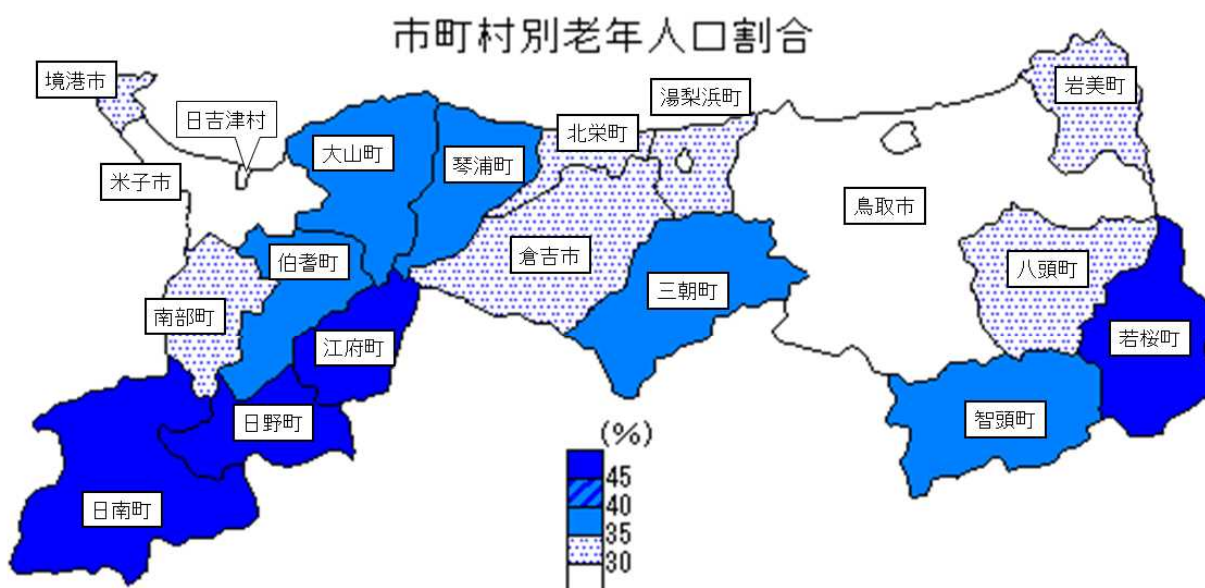 市町村別老年人口割合
境港市
日吉津村
米子市
大山町
琴浦町
北栄町
湯梨浜町
岩美町
鳥取市
伯耆町
倉吉市
三朝町
八頭町
南部町
江府町
若桜町
日野町
智頭町
日南町
(%)
45
40
35
30